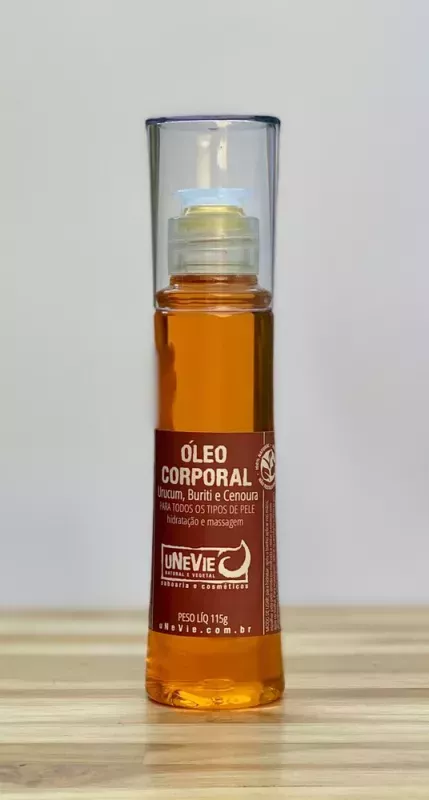 ÓLEO
CORPORAL
Urucum, Buriti e Cenoura
PARA TODOS OS TIPOS DE PELE
hidratação e massagem
uNeVie
NATURAL E VEGETAL
saboaria e cosméticos
PESO LÍQ 115g
uNeVie.com.br